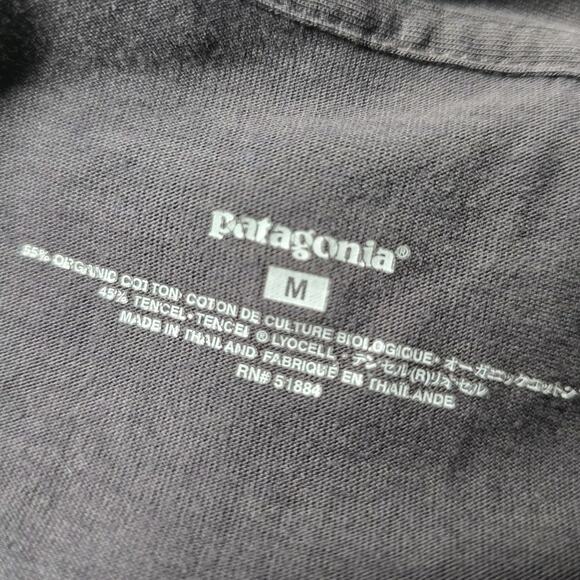 patagonia®
M
55% ORGANIC COTTON· COTON DE CULTURE BIOLOGIQUE· オーガニックコットン
45% TENCEL· TENCEL ® LYOCELL· テンセル(R)リヨセル
MADE IN THAILAND FABRIQUE EN THAÏLANDE
RN# 51884